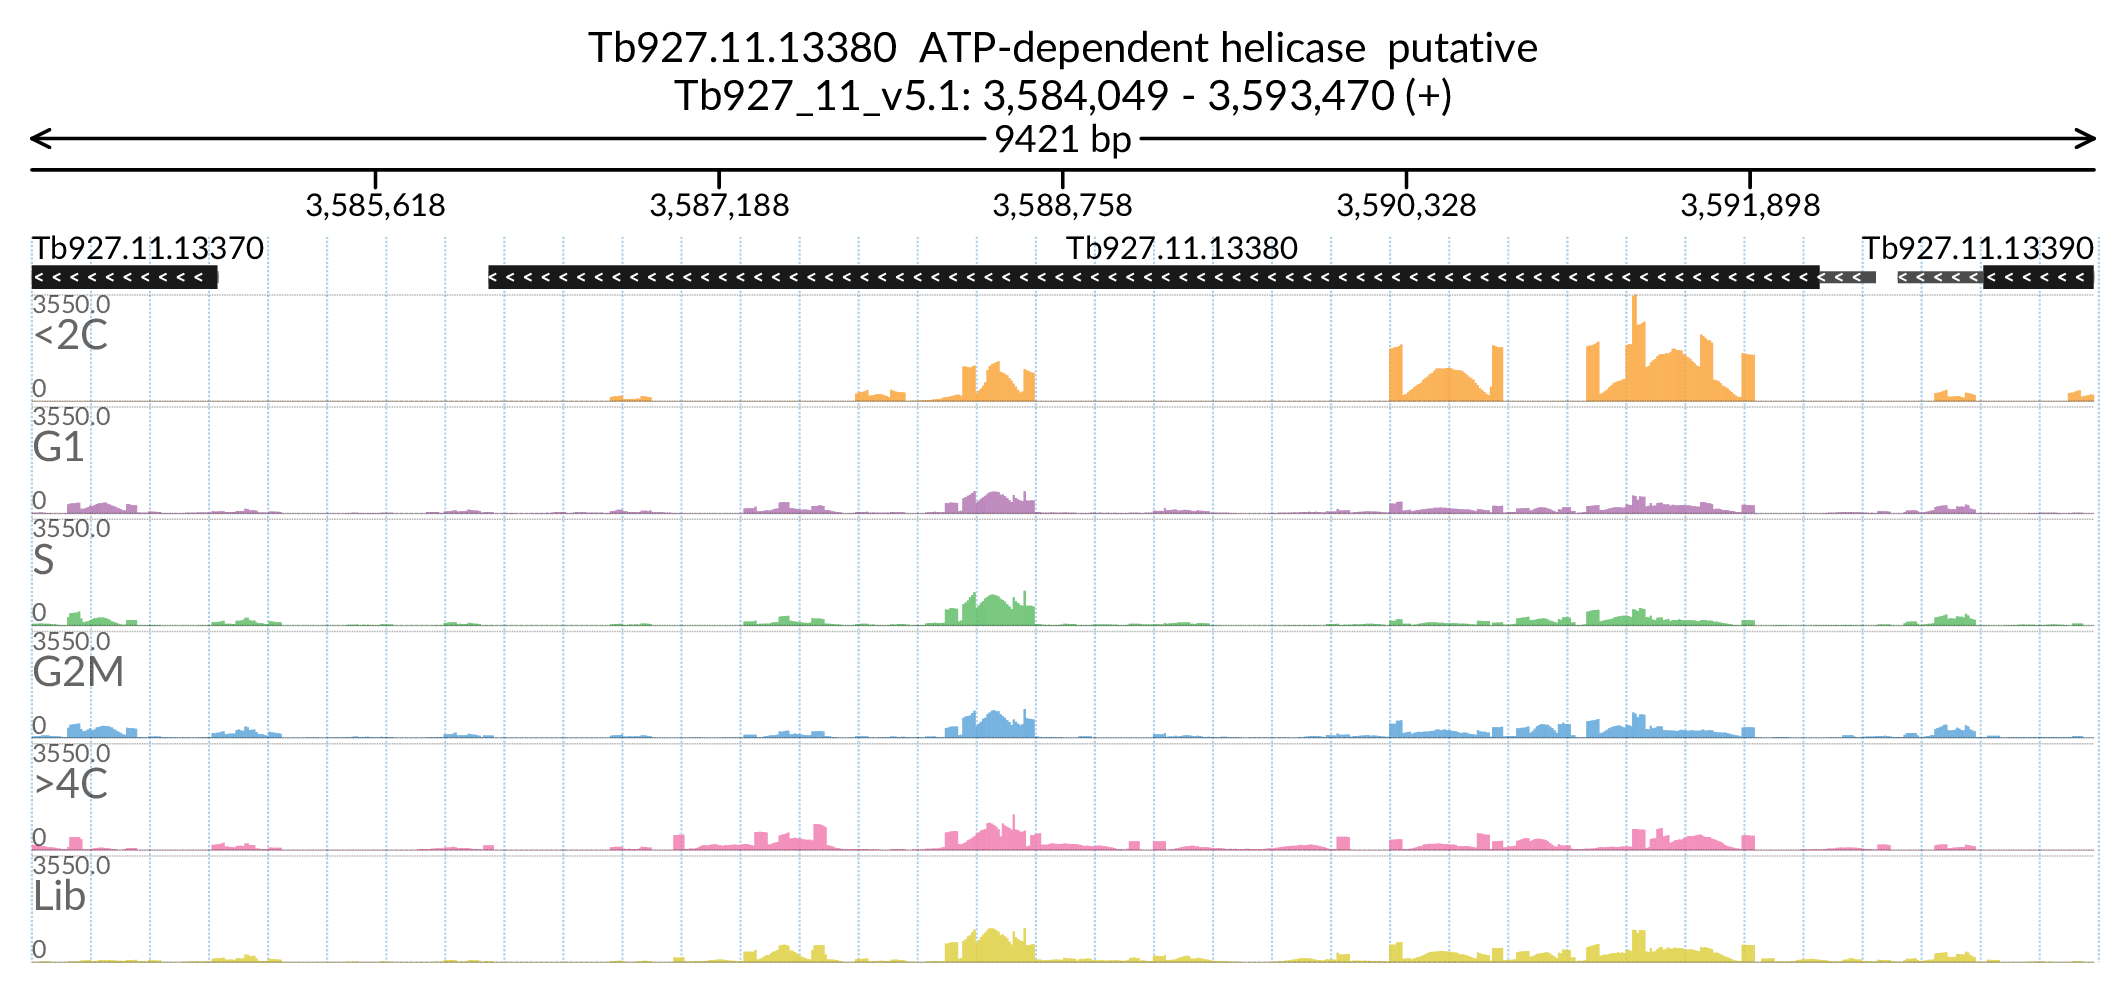 Tb927.11.13380 ATP-dependent helicase putative
Tb927_11_v5.1: 3,584,049 - 3,593,470 (+)
9421 bp
3,585,618 3,587,188 3,588,758 3,590,328 3,591,898
Tb927.11.13370 Tb927.11.13380 Tb927.11.13390
3550.0
<2C
0
3550.0
G1
0
3550.0
S
0
3550.0
G2M
0
3550.0
>4C
0
3550.0
Lib
0